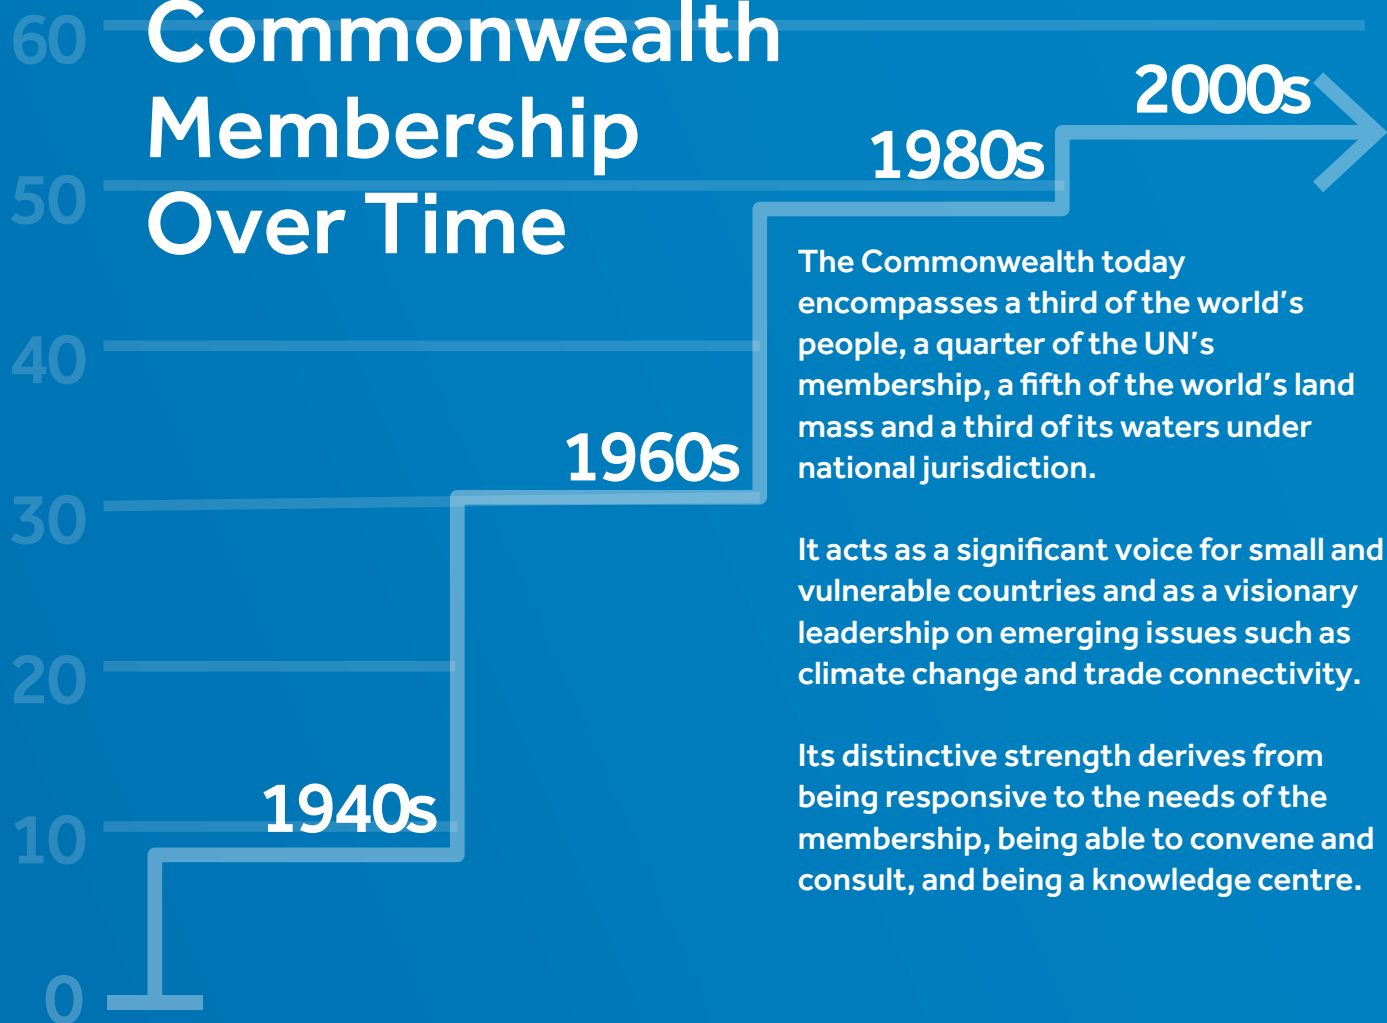 Commonwealth
Membership
Over Time
60
50
40
30
20
10
0
1940s
1960s
1980s
2000s
The Commonwealth today
encompasses a third of the world's
people, a quarter of the UN's
membership, a fifth of the world's land
mass and a third of its waters under
national jurisdiction.
It acts as a significant voice for small and
vulnerable countries and as a visionary
leadership on emerging issues such as
climate change and trade connectivity.
Its distinctive strength derives from
being responsive to the needs of the
membership, being able to convene and
consult, and being a knowledge centre.